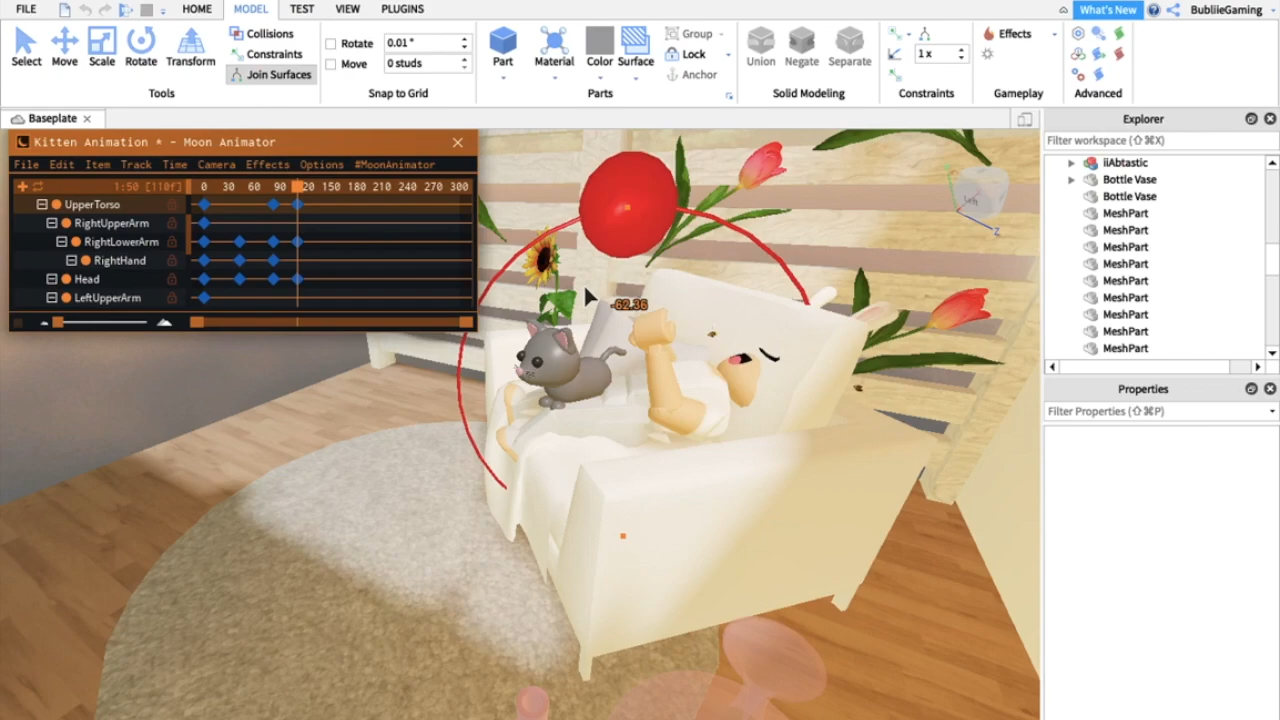 FILE HOME MODEL TEST VIEW PLUGINS What's New BublieGaming
Select Move Scale Rotate Transform
Collisions
Constraints
Join Surfaces
Tools
Rotate 0.01 °
Move 0 studs
Snap to Grid
Part Material Color Surface
Group
Lock
Anchor
Parts
Union Negate Separate
Solid Modeling
1 x
Constraints
Effects
Gameplay
Advanced
Baseplate
Kitten Animation * - Moon Animator
File Edit Item Track Time Camera Effects Options #MoonAnimator
1:50 [110f] 0 30 60 90 120 150 180 210 240 270 300
UpperTorso
RightUpperArm
RightLowerArm
RightHand
Head
LeftUpperArm
-62.36
Left
Z
Explorer
Filter workspace (⇧⌘X)
iiAbtastic
Bottle Vase
Bottle Vase
MeshPart
MeshPart
MeshPart
MeshPart
MeshPart
MeshPart
MeshPart
MeshPart
MeshPart
Properties
Filter Properties (⇧⌘P)